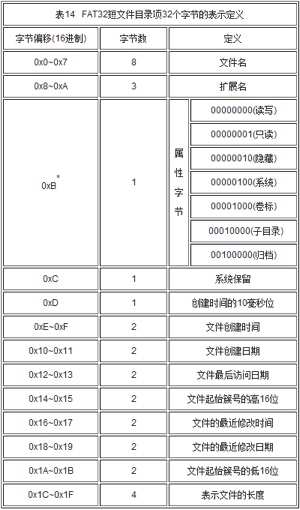 表14 FAT32短文件目录项32个字节的表示定义
字节偏移(16进制) 字节数 定义
0x0~0x7 8 文件名
0x8~0xA 3 扩展名
0xB* 1 属性字节 00000000(读写)
00000001(只读)
00000010(隐藏)
00000100(系统)
00001000(卷标)
00010000(子目录)
00100000(归档)
0xC 1 系统保留
0xD 1 创建时间的10毫秒位
0xE~0xF 2 文件创建时间
0x10~0x11 2 文件创建日期
0x12~0x13 2 文件最后访问日期
0x14~0x15 2 文件起始簇号的高16位
0x16~0x17 2 文件的最近修改时间
0x18~0x19 2 文件的最近修改日期
0x1A~0x1B 2 文件起始簇号的低16位
0x1C~0x1F 4 表示文件的长度